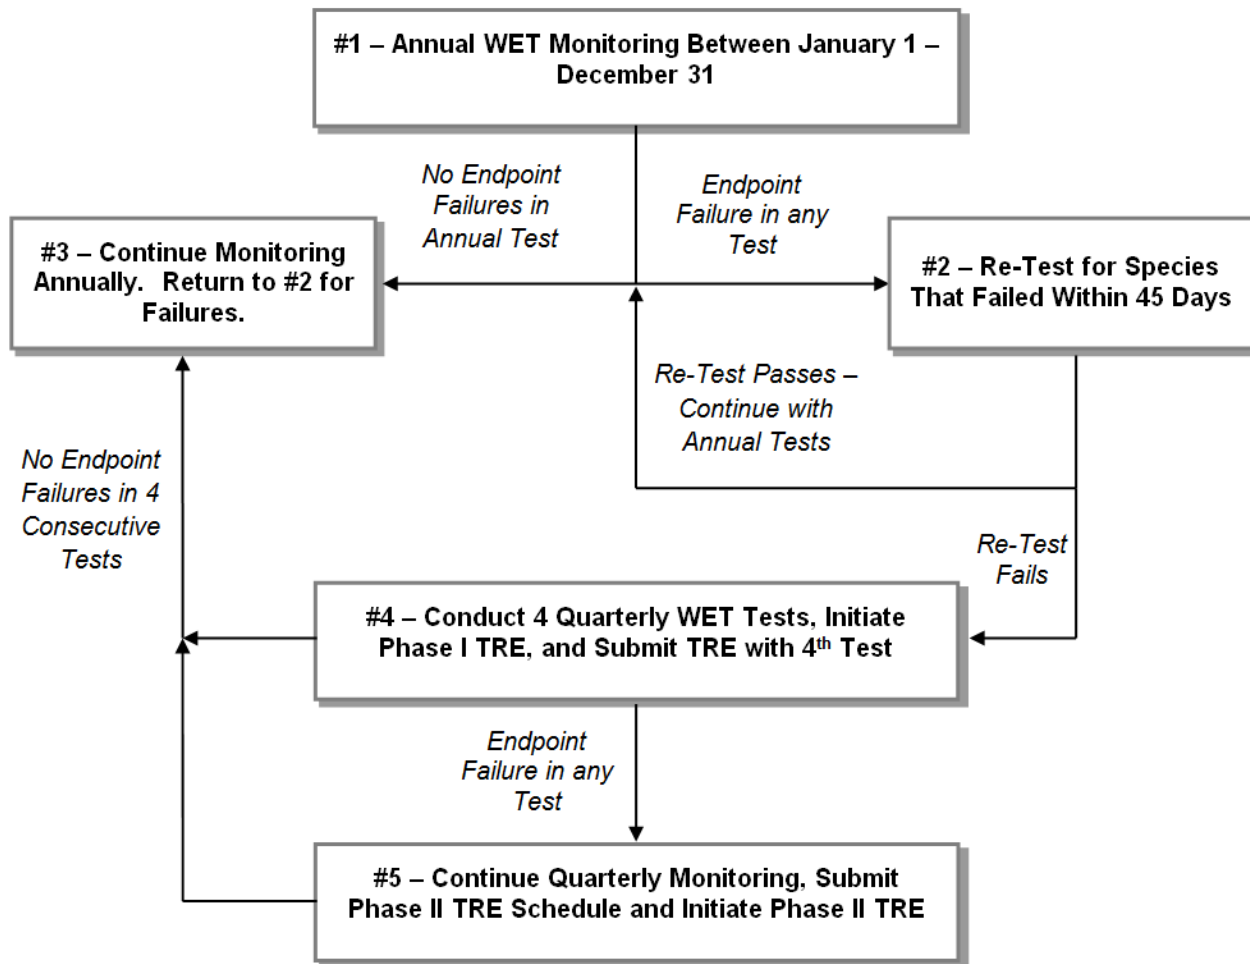 #1 – Annual WET Monitoring Between January 1 –
December 31
No Endpoint
Failures in
Annual Test
Endpoint
Failure in any
Test
#3 – Continue Monitoring
Annually.  Return to #2 for
Failures.
#2 – Re-Test for Species
That Failed Within 45 Days
Re-Test Passes –
Continue with
Annual Tests
No Endpoint
Failures in 4
Consecutive
Tests
Re-Test
Fails
#4 – Conduct 4 Quarterly WET Tests, Initiate
Phase I TRE, and Submit TRE with 4th Test
Endpoint
Failure in any
Test
#5 – Continue Quarterly Monitoring, Submit
Phase II TRE Schedule and Initiate Phase II TRE